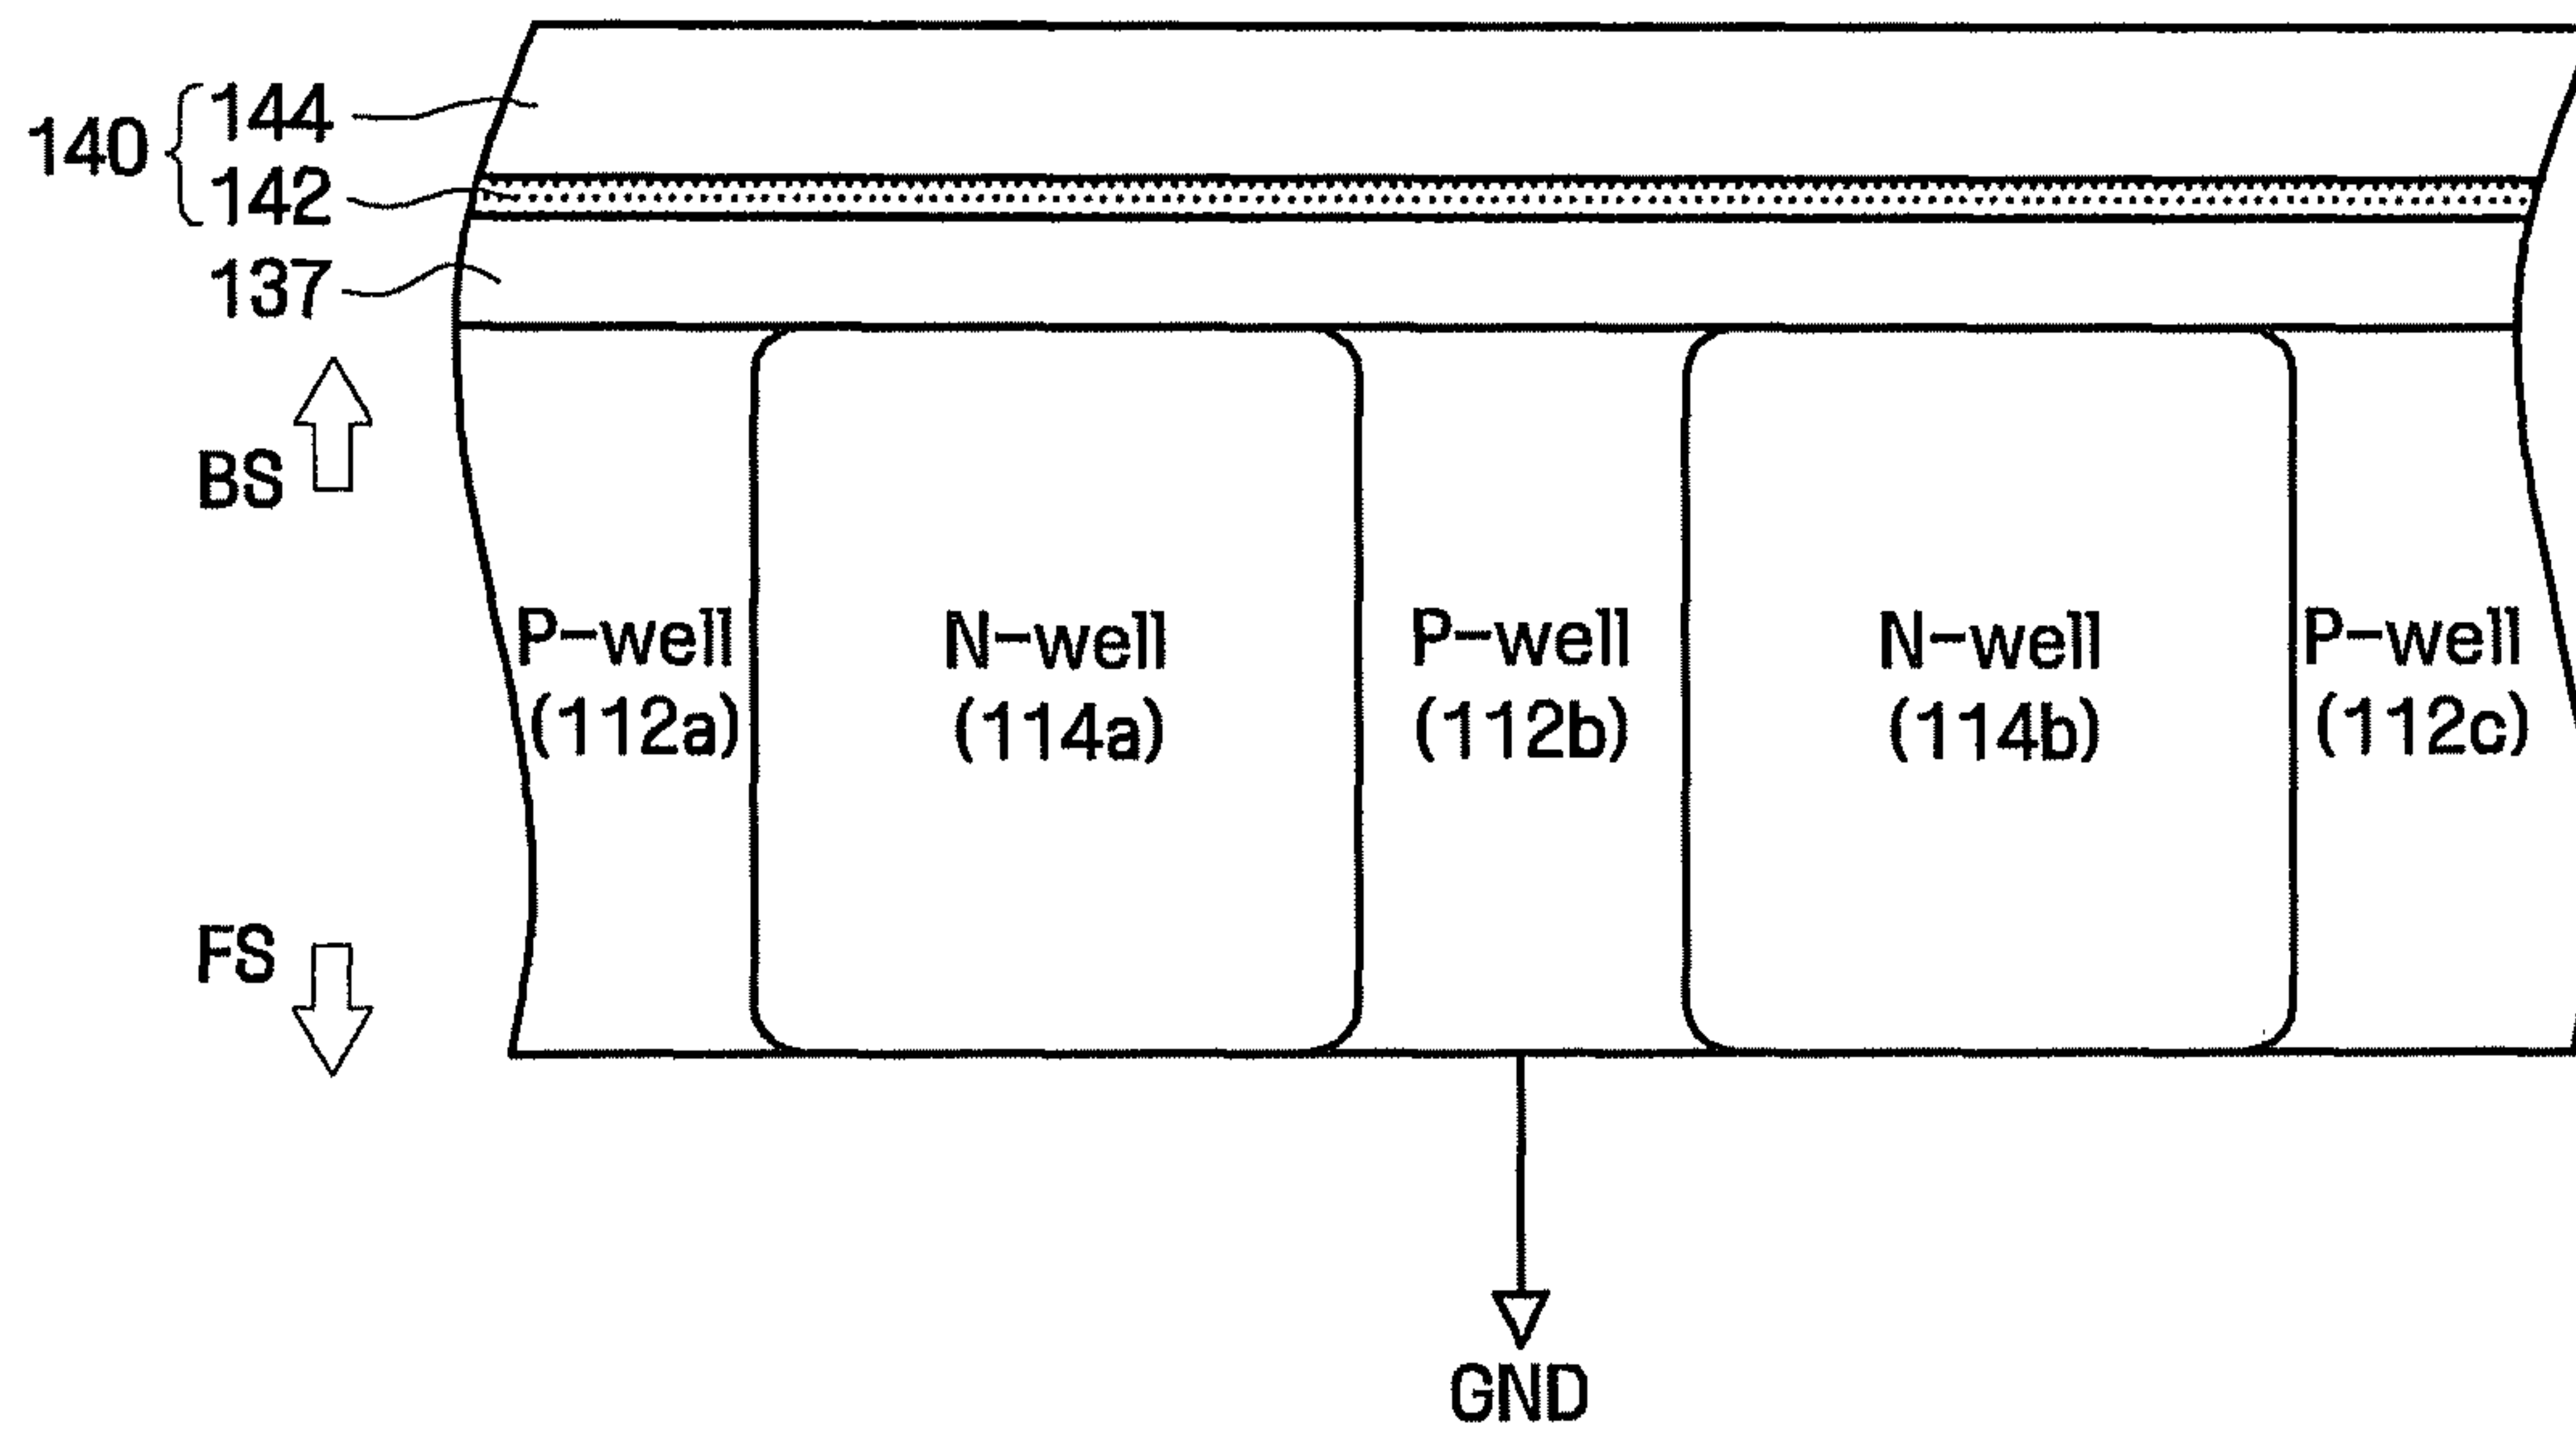 140
144
142
137
BS
P-well
(112a)
N-well
(114a)
P-well
(112b)
N-well
(114b)
P-well
(112c)
FS
GND